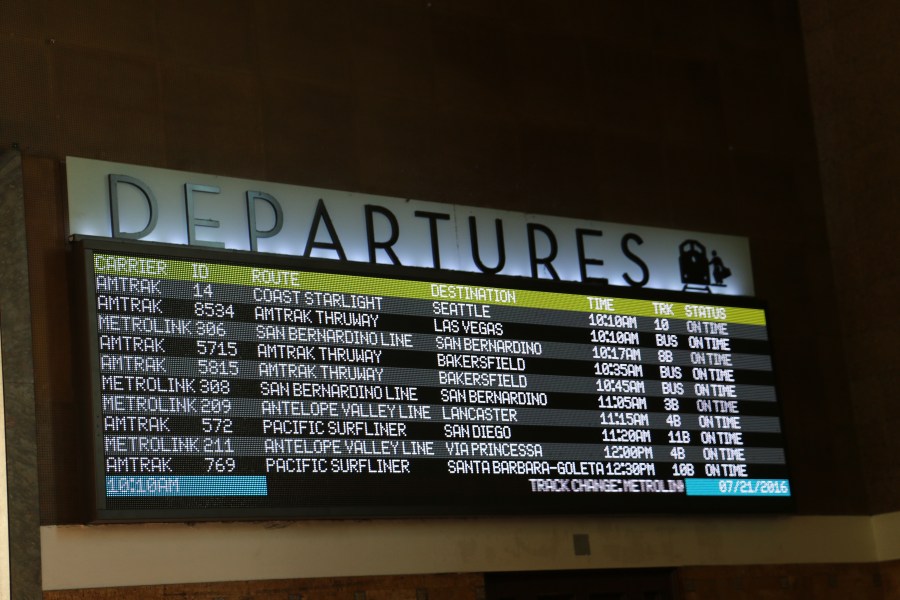 DEPARTURES
CARRIER ID ROUTE DESTINATION TIME TRK STATUS
AMTRAK 14 COAST STARLIGHT SEATTLE 10:10AM 10 ON TIME
AMTRAK 8534 AMTRAK THRUWAY LAS VEGAS 10:10AM BUS ON TIME
METROLINK 306 SAN BERNARDINO LINE SAN BERNARDINO 10:17AM 8B ON TIME
AMTRAK 5715 AMTRAK THRUWAY BAKERSFIELD 10:35AM BUS ON TIME
AMTRAK 5815 AMTRAK THRUWAY BAKERSFIELD 10:45AM BUS ON TIME
METROLINK 308 SAN BERNARDINO LINE SAN BERNARDINO 11:05AM 3B ON TIME
METROLINK 209 ANTELOPE VALLEY LINE LANCASTER 11:15AM 4B ON TIME
AMTRAK 572 PACIFIC SURFLINER SAN DIEGO 11:20AM 11B ON TIME
METROLINK 211 ANTELOPE VALLEY LINE VIA PRINCESSA 12:00PM 4B ON TIME
AMTRAK 769 PACIFIC SURFLINER SANTA BARBARA-GOLETA 12:30PM 10B ON TIME
10:10AM TRACK CHANGE: METROLINK 07/21/2016